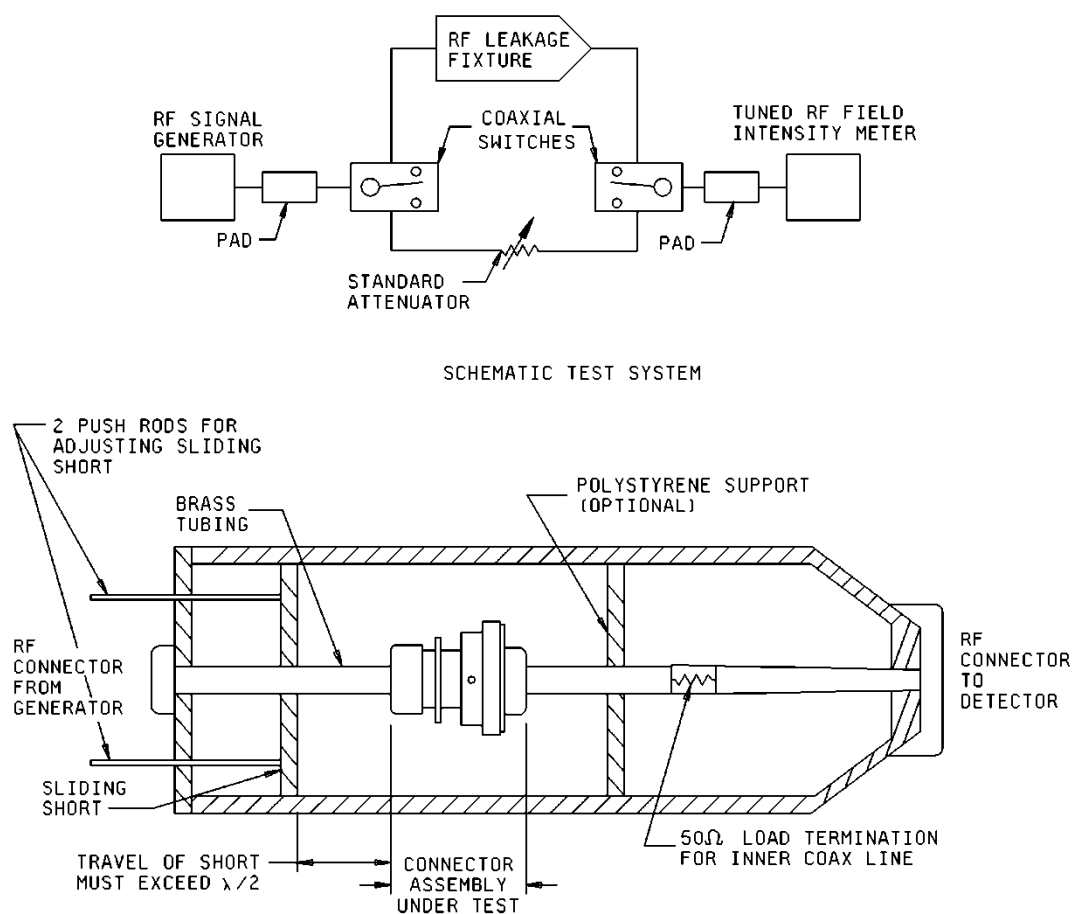 RF LEAKAGE
FIXTURE
RF SIGNAL
GENERATOR
COAXIAL
SWITCHES
TUNED RF FIELD
INTENSITY METER
PAD
PAD
STANDARD
ATTENUATOR
SCHEMATIC TEST SYSTEM
2 PUSH RODS FOR
ADJUSTING SLIDING
SHORT
BRASS
TUBING
POLYSTYRENE SUPPORT
(OPTIONAL)
RF
CONNECTOR
FROM
GENERATOR
RF
CONNECTOR
TO
DETECTOR
SLIDING
SHORT
TRAVEL OF SHORT
MUST EXCEED λ/2
CONNECTOR
ASSEMBLY
UNDER TEST
50Ω LOAD TERMINATION
FOR INNER COAX LINE